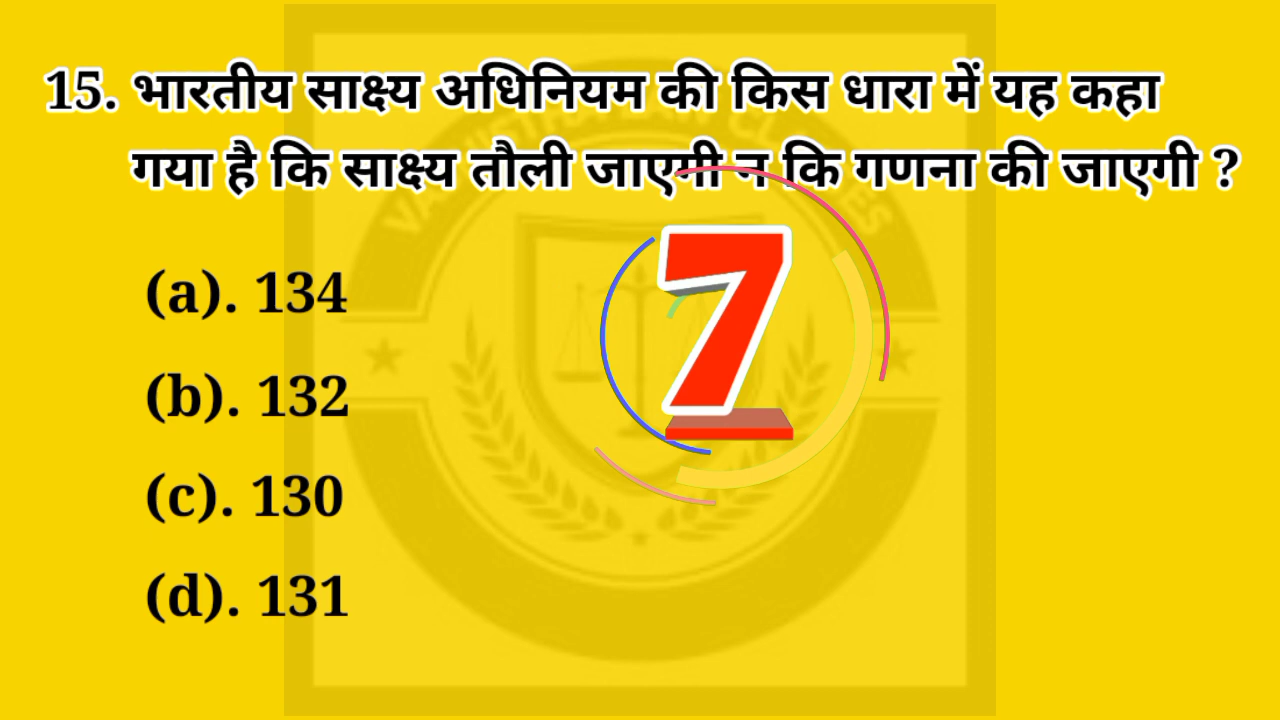 15. भारतीय साक्ष्य अधिनियम की किस धारा में यह कहा
गया है कि साक्ष्य तौली जाएगी न कि गणना की जाएगी ?
7
(a). 134
(b). 132
(c). 130
(d). 131